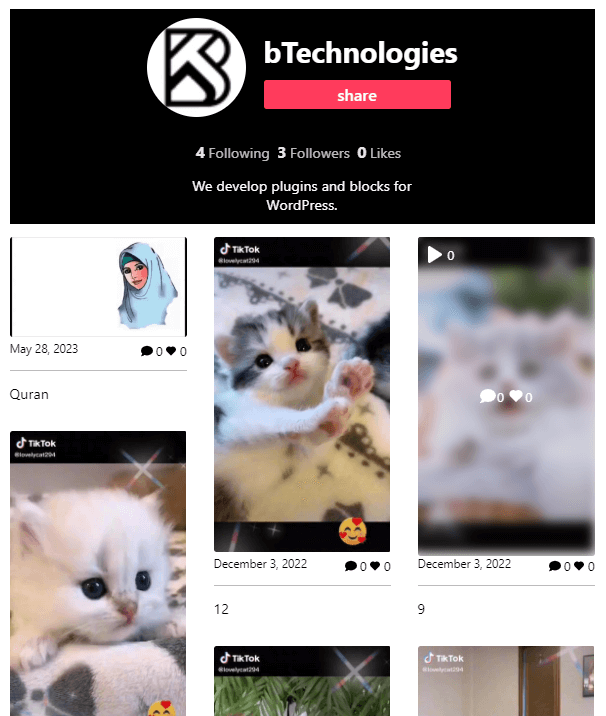 bTechnologies
share
4 Following 3 Followers 0 Likes
We develop plugins and blocks for
WordPress.
May 28, 2023 0 0
Quran
TikTok
@lovelycat294
TikTok
@lovelycat294
December 3, 2022 0 0
12
TikTok
@lovelycat294
0
0 0
December 3, 2022 0 0
9
TikTok
@lovelycat294